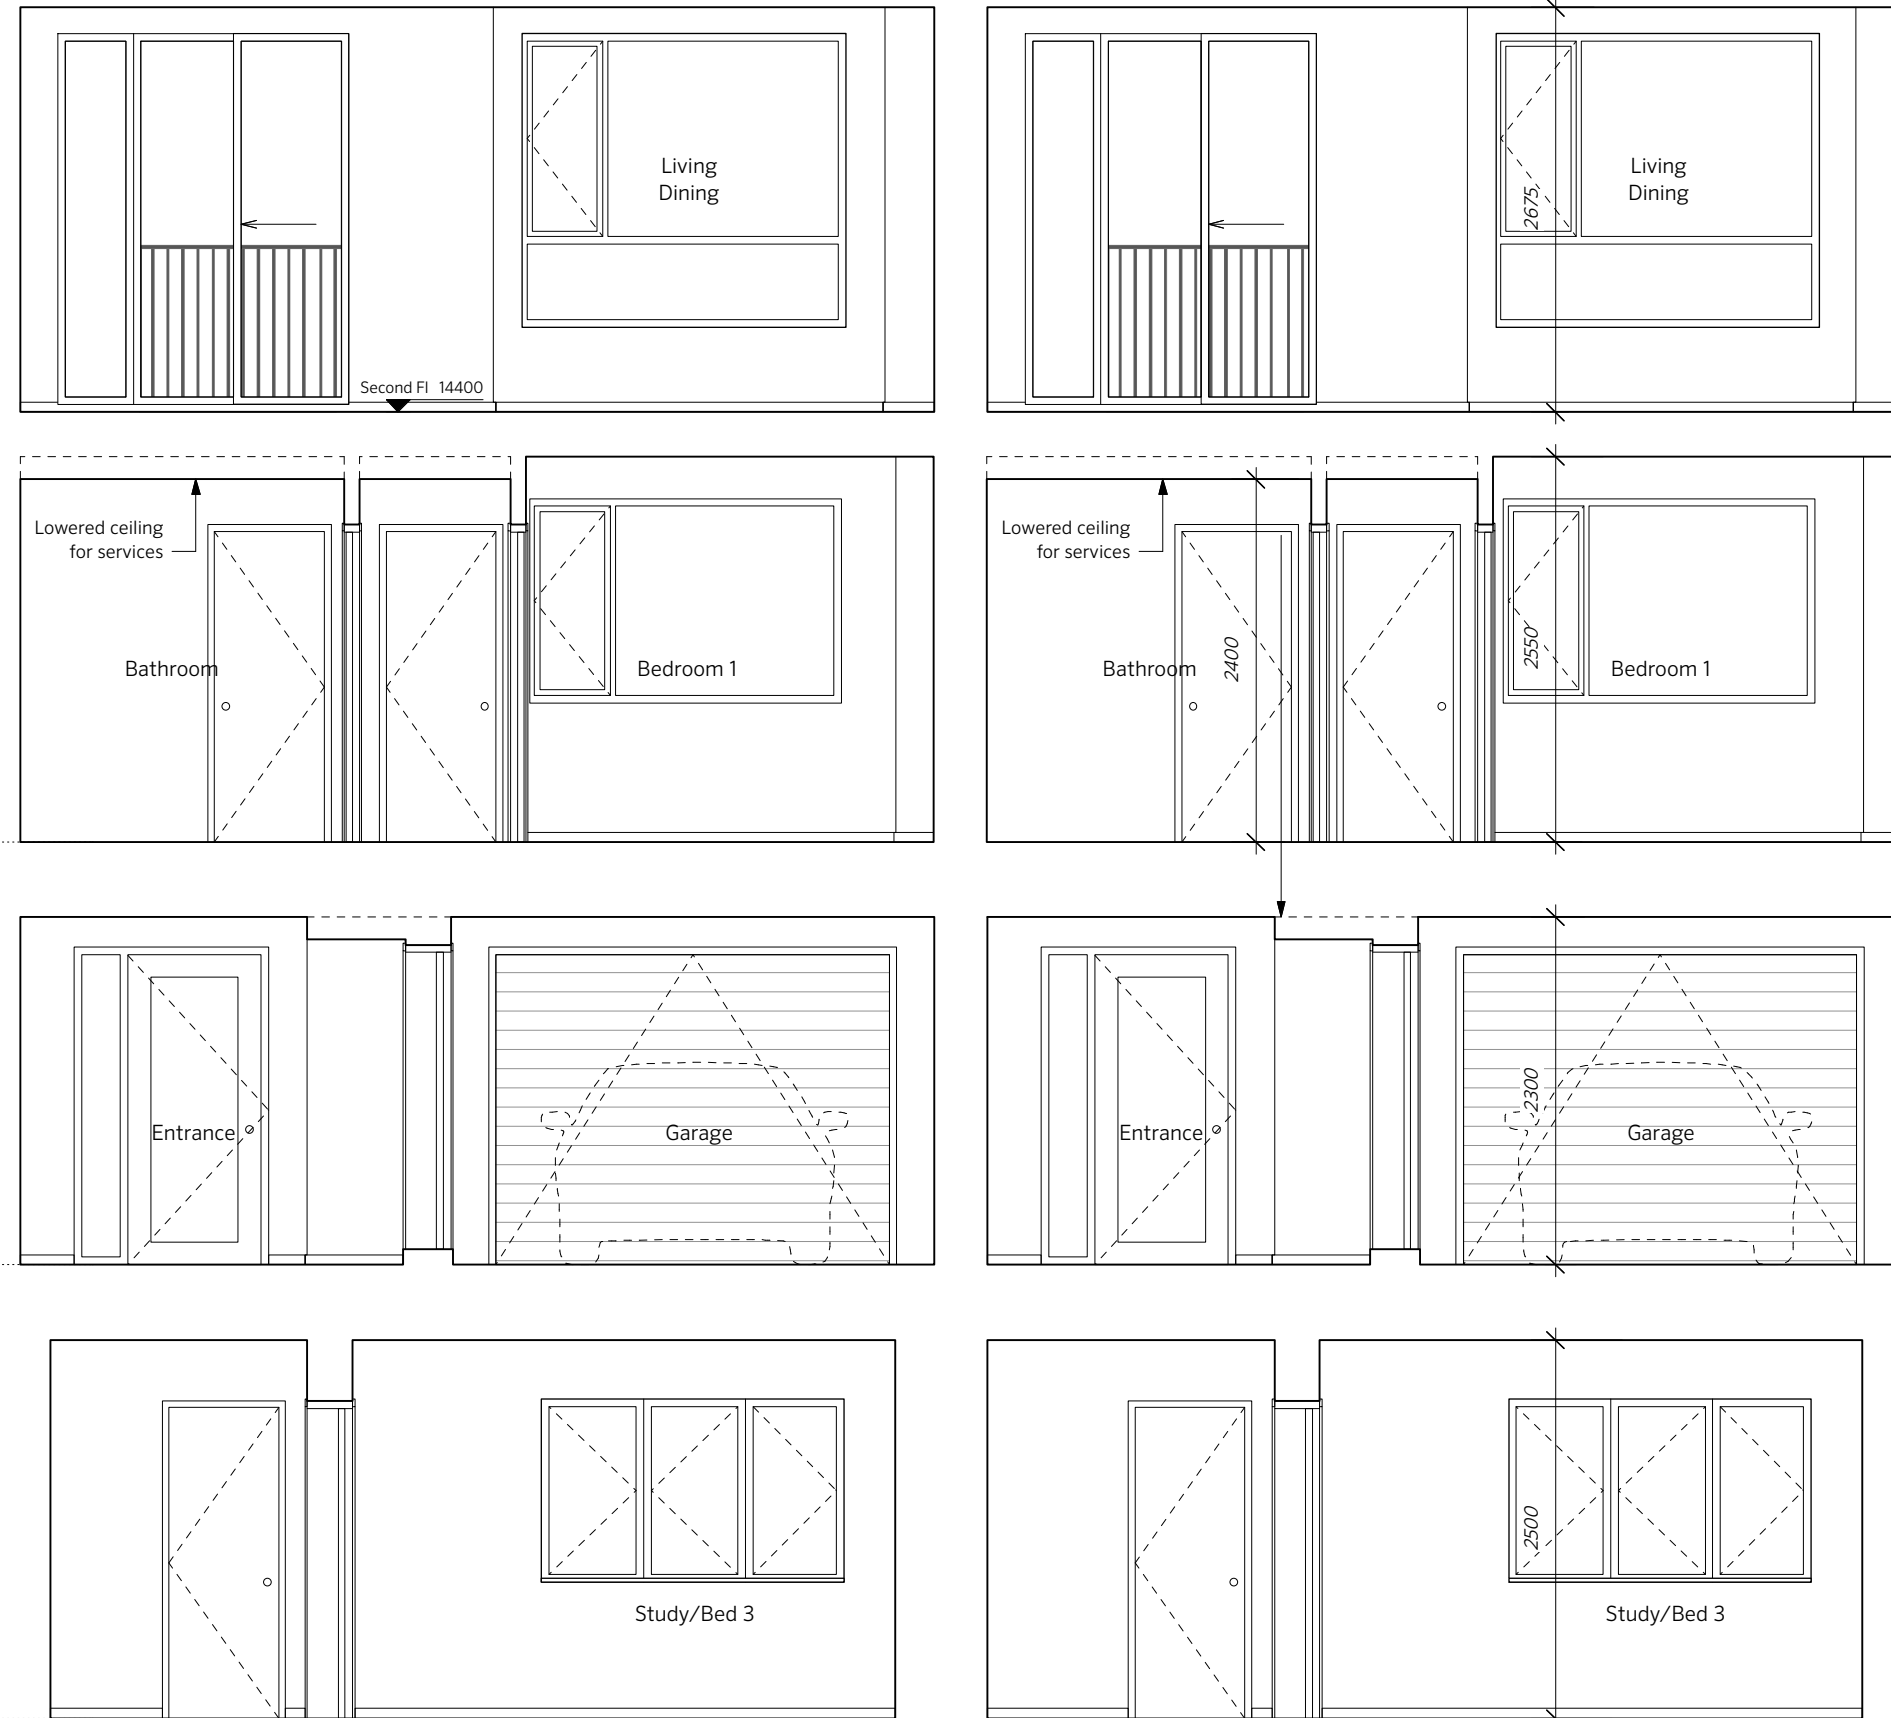 Living
Dining
Second Fl 14400
Living
Dining
2675
Lowered ceiling
for services
Bathroom
Bedroom 1
Lowered ceiling
for services
Bathroom
2400
2550
Bedroom 1
Entrance
Garage
Entrance
2300
Garage
Study/Bed 3
2500
Study/Bed 3